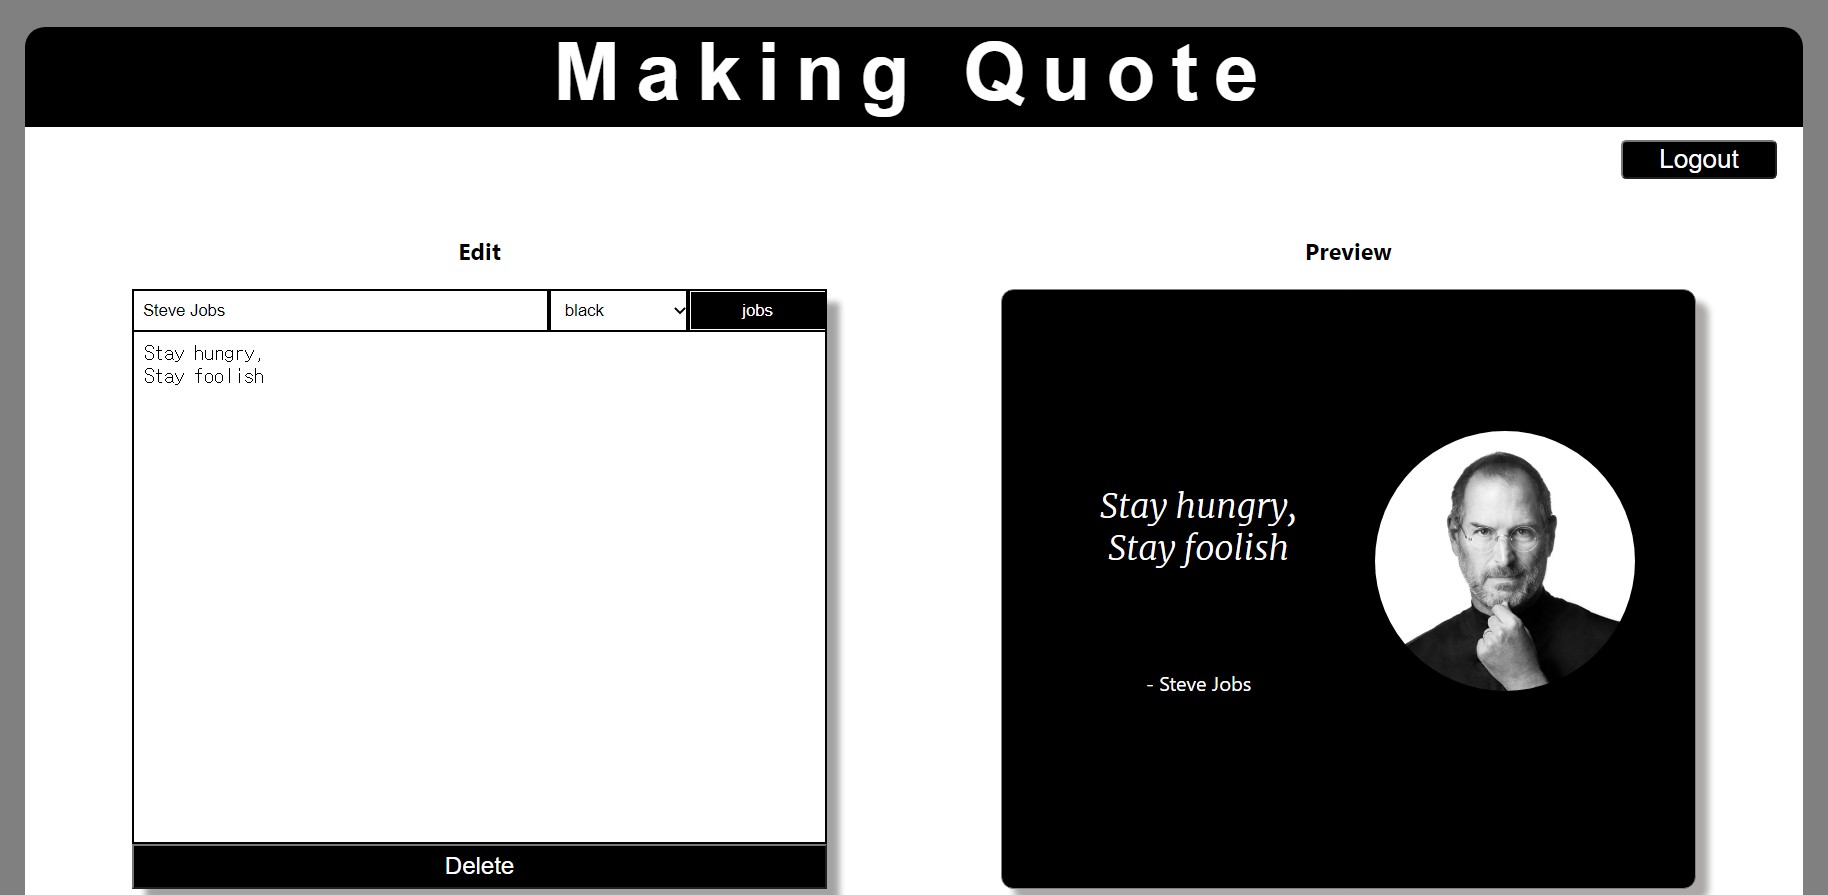 Making Quote
Logout
Edit
Steve Jobs
black
jobs
Stay hungry,
Stay foolish
Delete
Preview
Stay hungry,
Stay foolish
- Steve Jobs